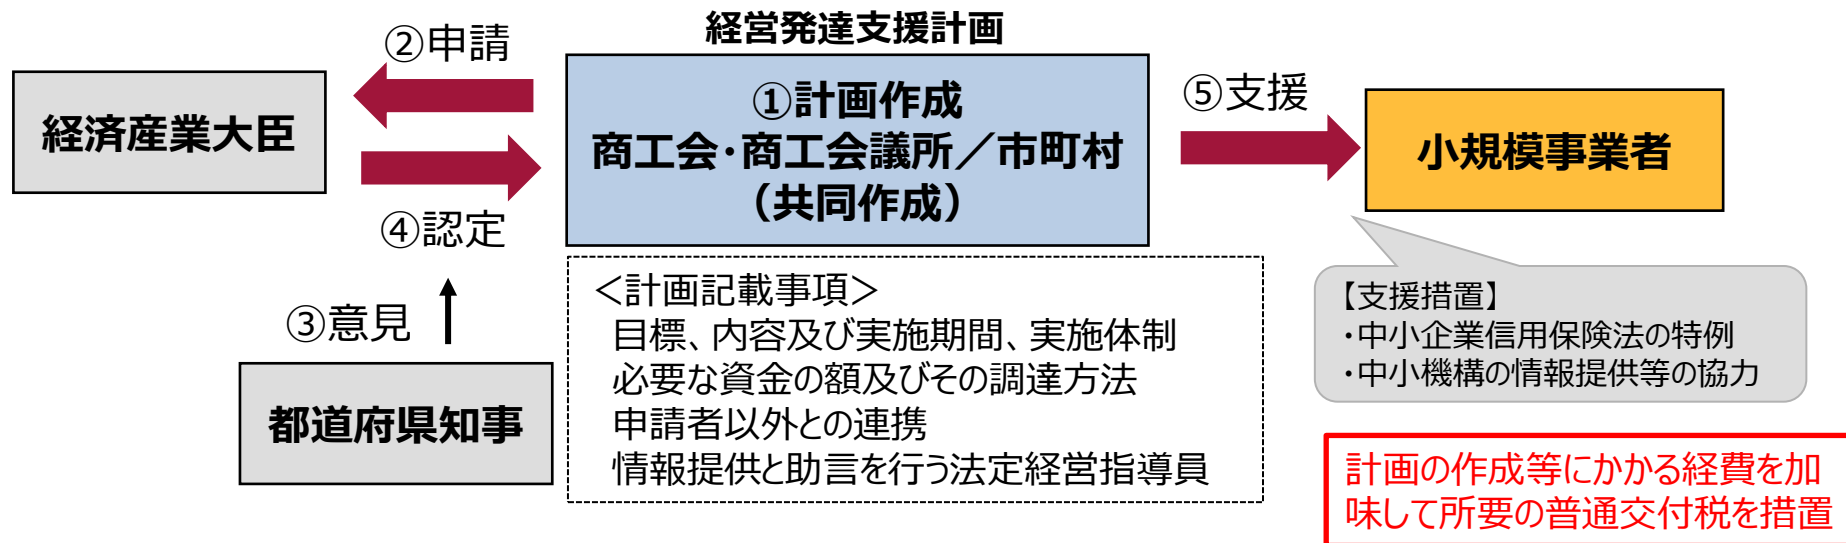 経営発達支援計画
②申請
経済産業大臣
④認定
③意見
都道府県知事
①計画作成
商工会・商工会議所／市町村
（共同作成）
＜計画記載事項＞
目標、内容及び実施期間、実施体制
必要な資金の額及びその調達方法
申請者以外との連携
情報提供と助言を行う法定経営指導員
⑤支援
小規模事業者
【支援措置】
・中小企業信用保険法の特例
・中小機構の情報提供等の協力
計画の作成等にかかる経費を加
味して所要の普通交付税を措置